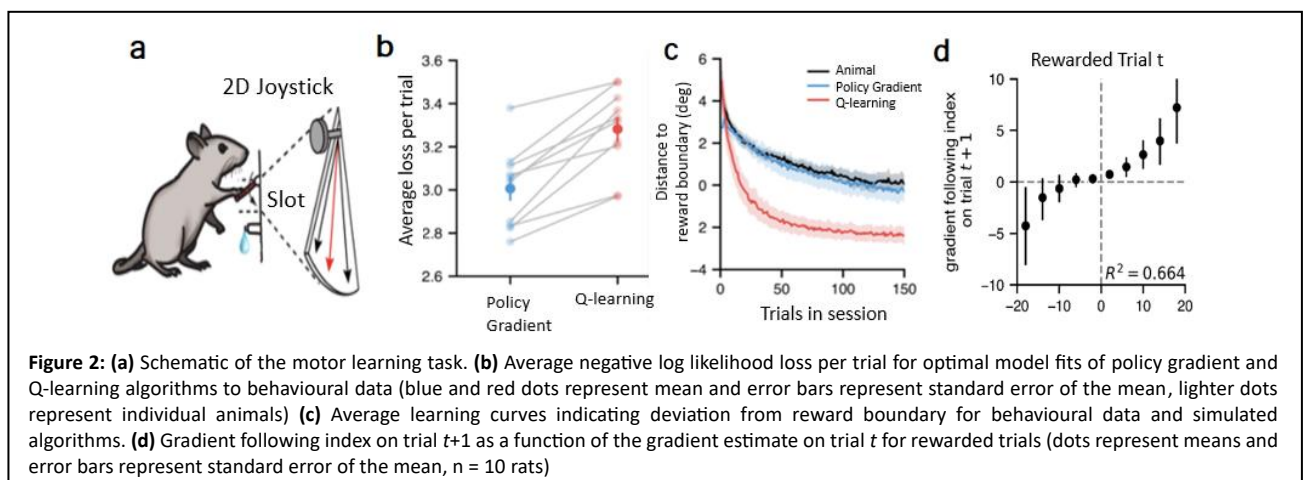 a
2D Joystick
Slot
b
Average loss per trial
3.6
3.4
3.2
3.0
2.8
2.6
Policy
Gradient
Q-learning
c
Distance to
reward boundary (deg)
6
4
2
0
−2
−4
0
50
100
150
Trials in session
Animal
Policy Gradient
Q-learning
d
Rewarded Trial t
gradient following index
on trial t + 1
10
5
0
−5
−10
−20
−10
0
10
20
R² = 0.664
Figure 2: (a) Schematic of the motor learning task. (b) Average negative log likelihood loss per trial for optimal model fits of policy gradient and
Q-learning algorithms to behavioural data (blue and red dots represent mean and error bars represent standard error of the mean, lighter dots
represent individual animals) (c) Average learning curves indicating deviation from reward boundary for behavioural data and simulated
algorithms. (d) Gradient following index on trial t+1 as a function of the gradient estimate on trial t for rewarded trials (dots represent means and
error bars represent standard error of the mean, n = 10 rats)